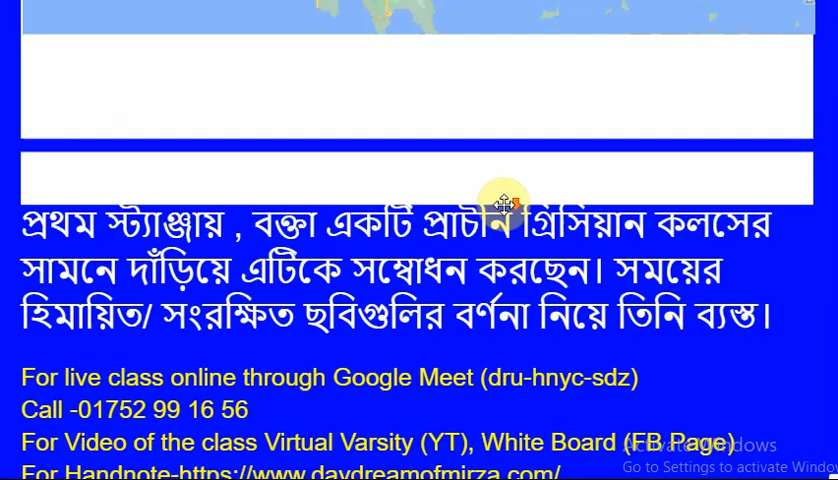 প্রথম স্ট্যাঞ্জায় , বক্তা একটি প্রাচীন গ্রিসিয়ান কলসের
সামনে দাঁড়িয়ে এটিকে সম্বোধন করছেন। সময়ের
হিমায়িত/ সংরক্ষিত ছবিগুলির বর্ণনা নিয়ে তিনি ব্যস্ত।
For live class online through Google Meet (dru-hnyc-sdz)
Call -01752 99 16 56
For Video of the class Virtual Varsity (YT), White Board (FB Page)
Activate Windows
Go to Settings to activate Windo
For Handnote-https://www.daydreamofmirza.com/